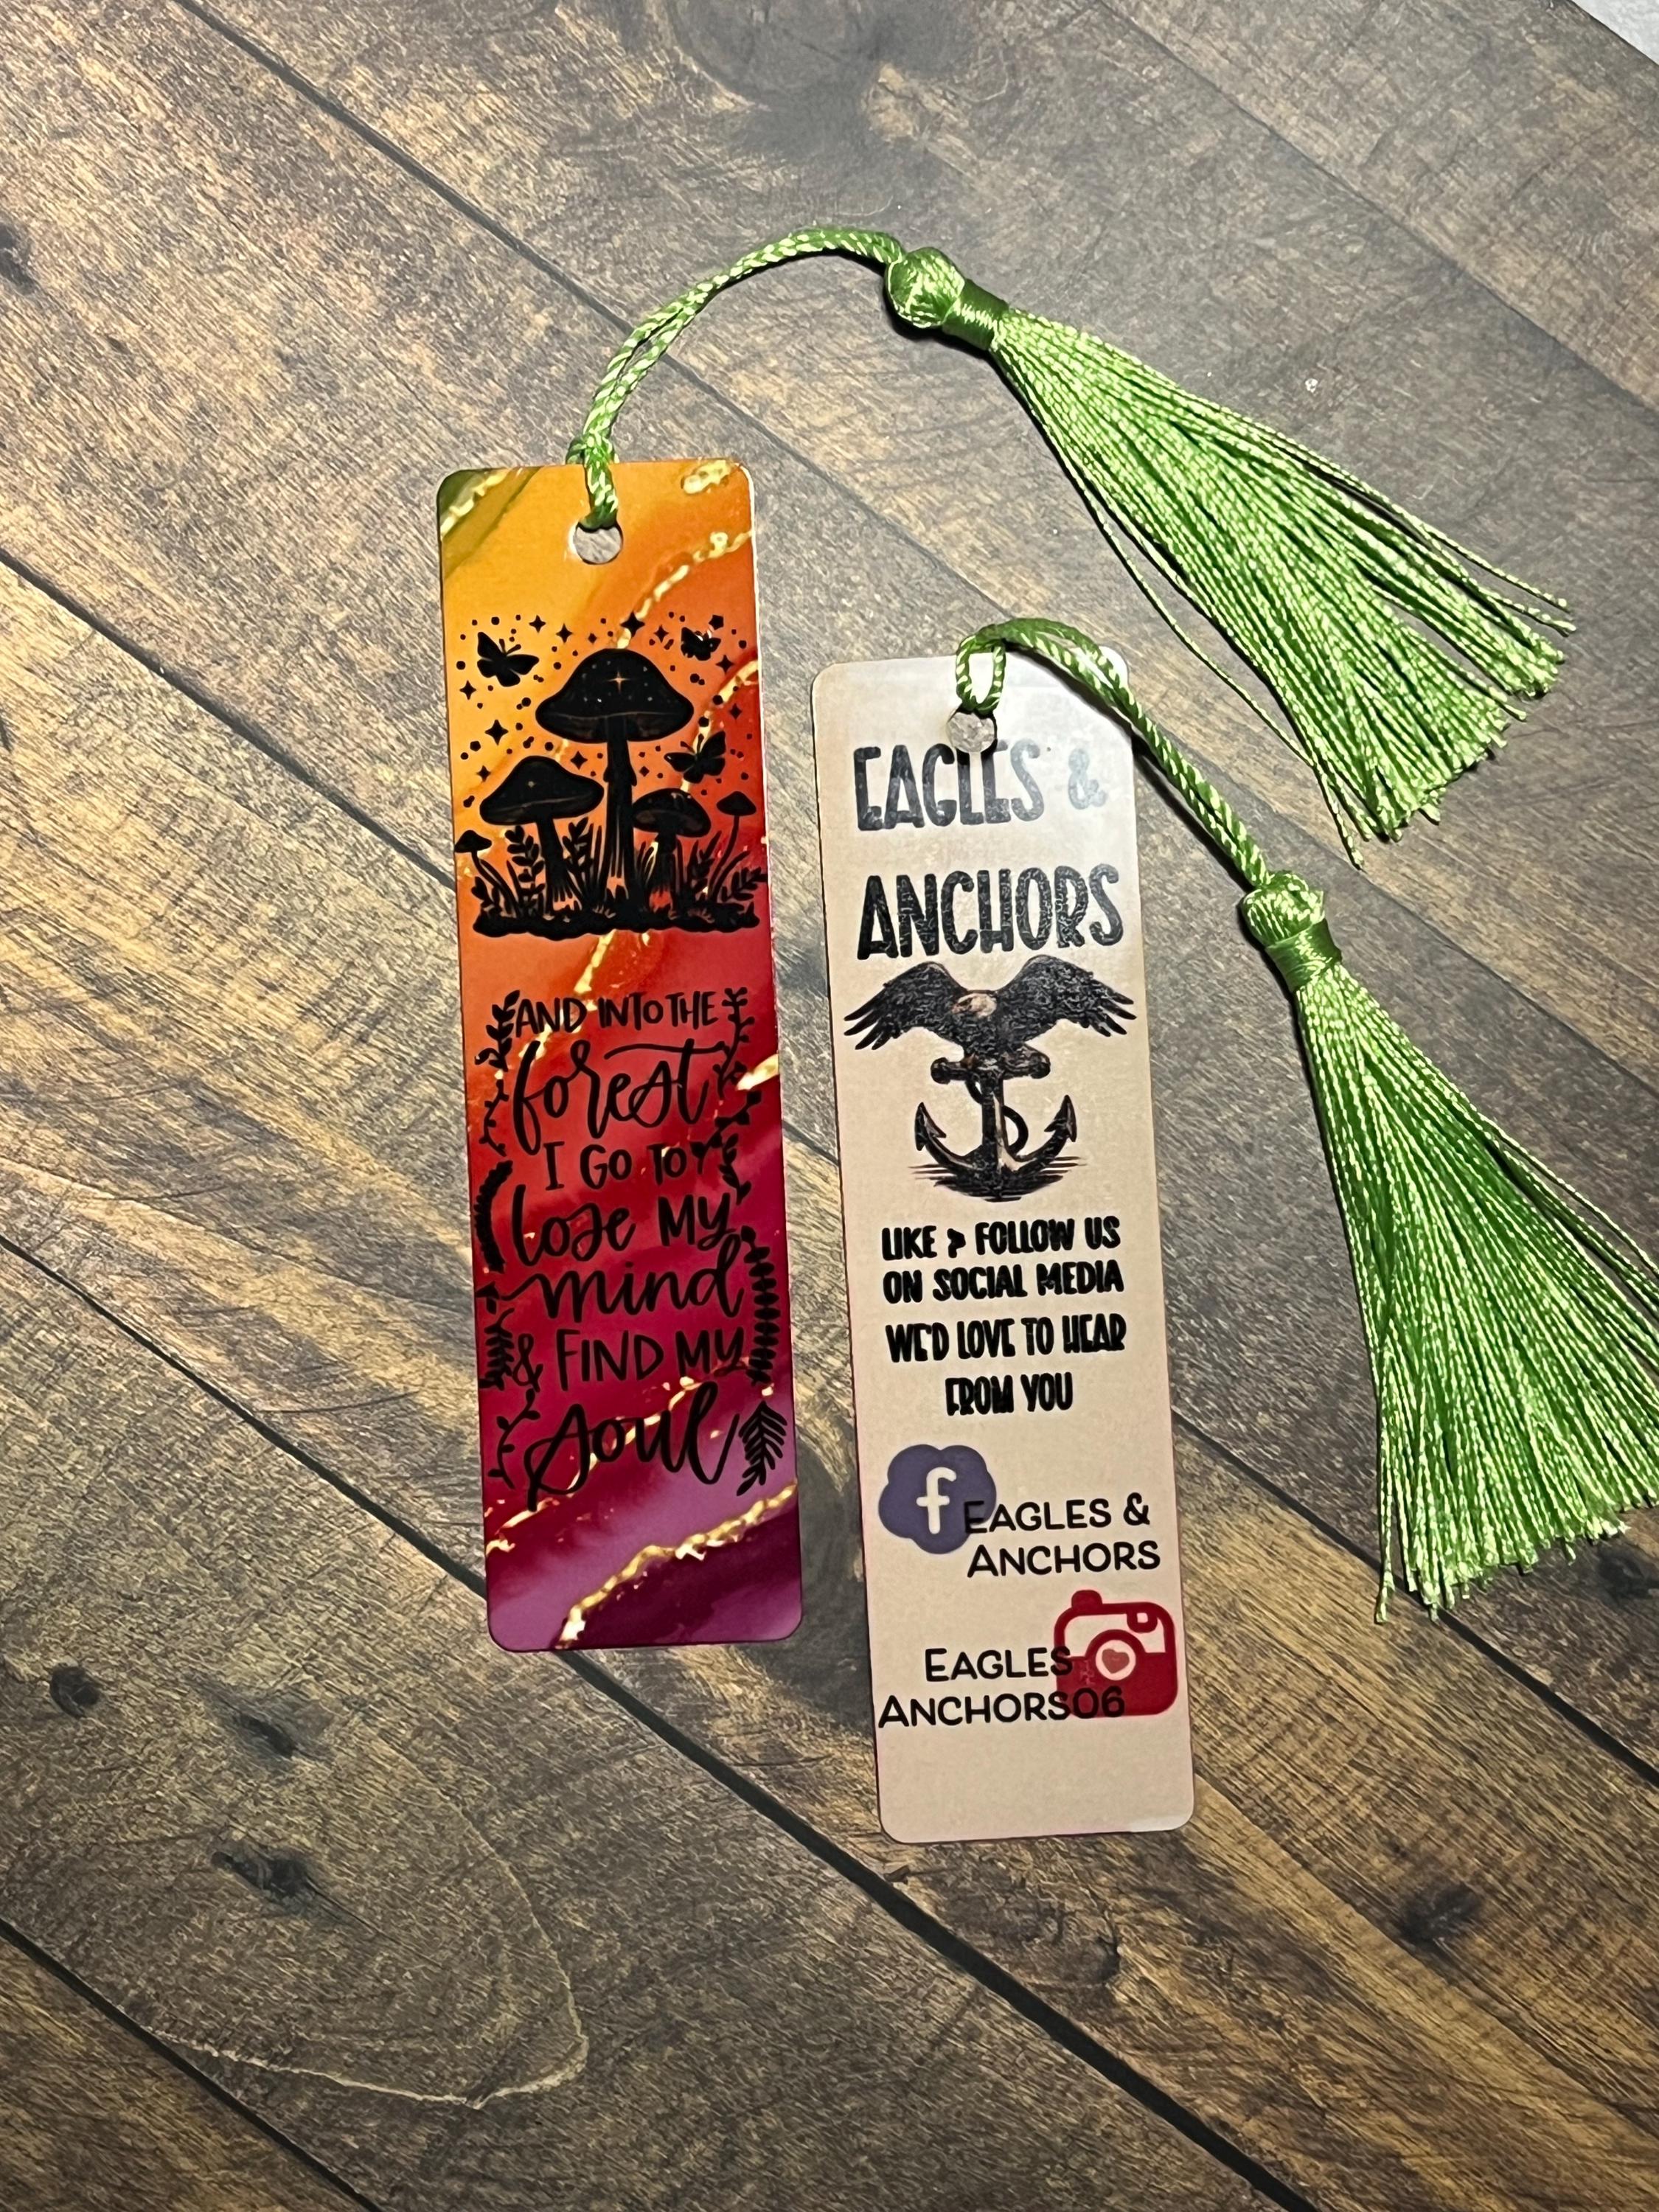 AND INTO THE
forest
I GO TO
lose MY
mind
& FIND MY
soul
EAGLES &
ANCHORS
LIKE & FOLLOW US
ON SOCIAL MEDIA
WE'D LOVE TO HEAR
FROM YOU
f
EAGLES &
ANCHORS
EAGLES
ANCHORS06